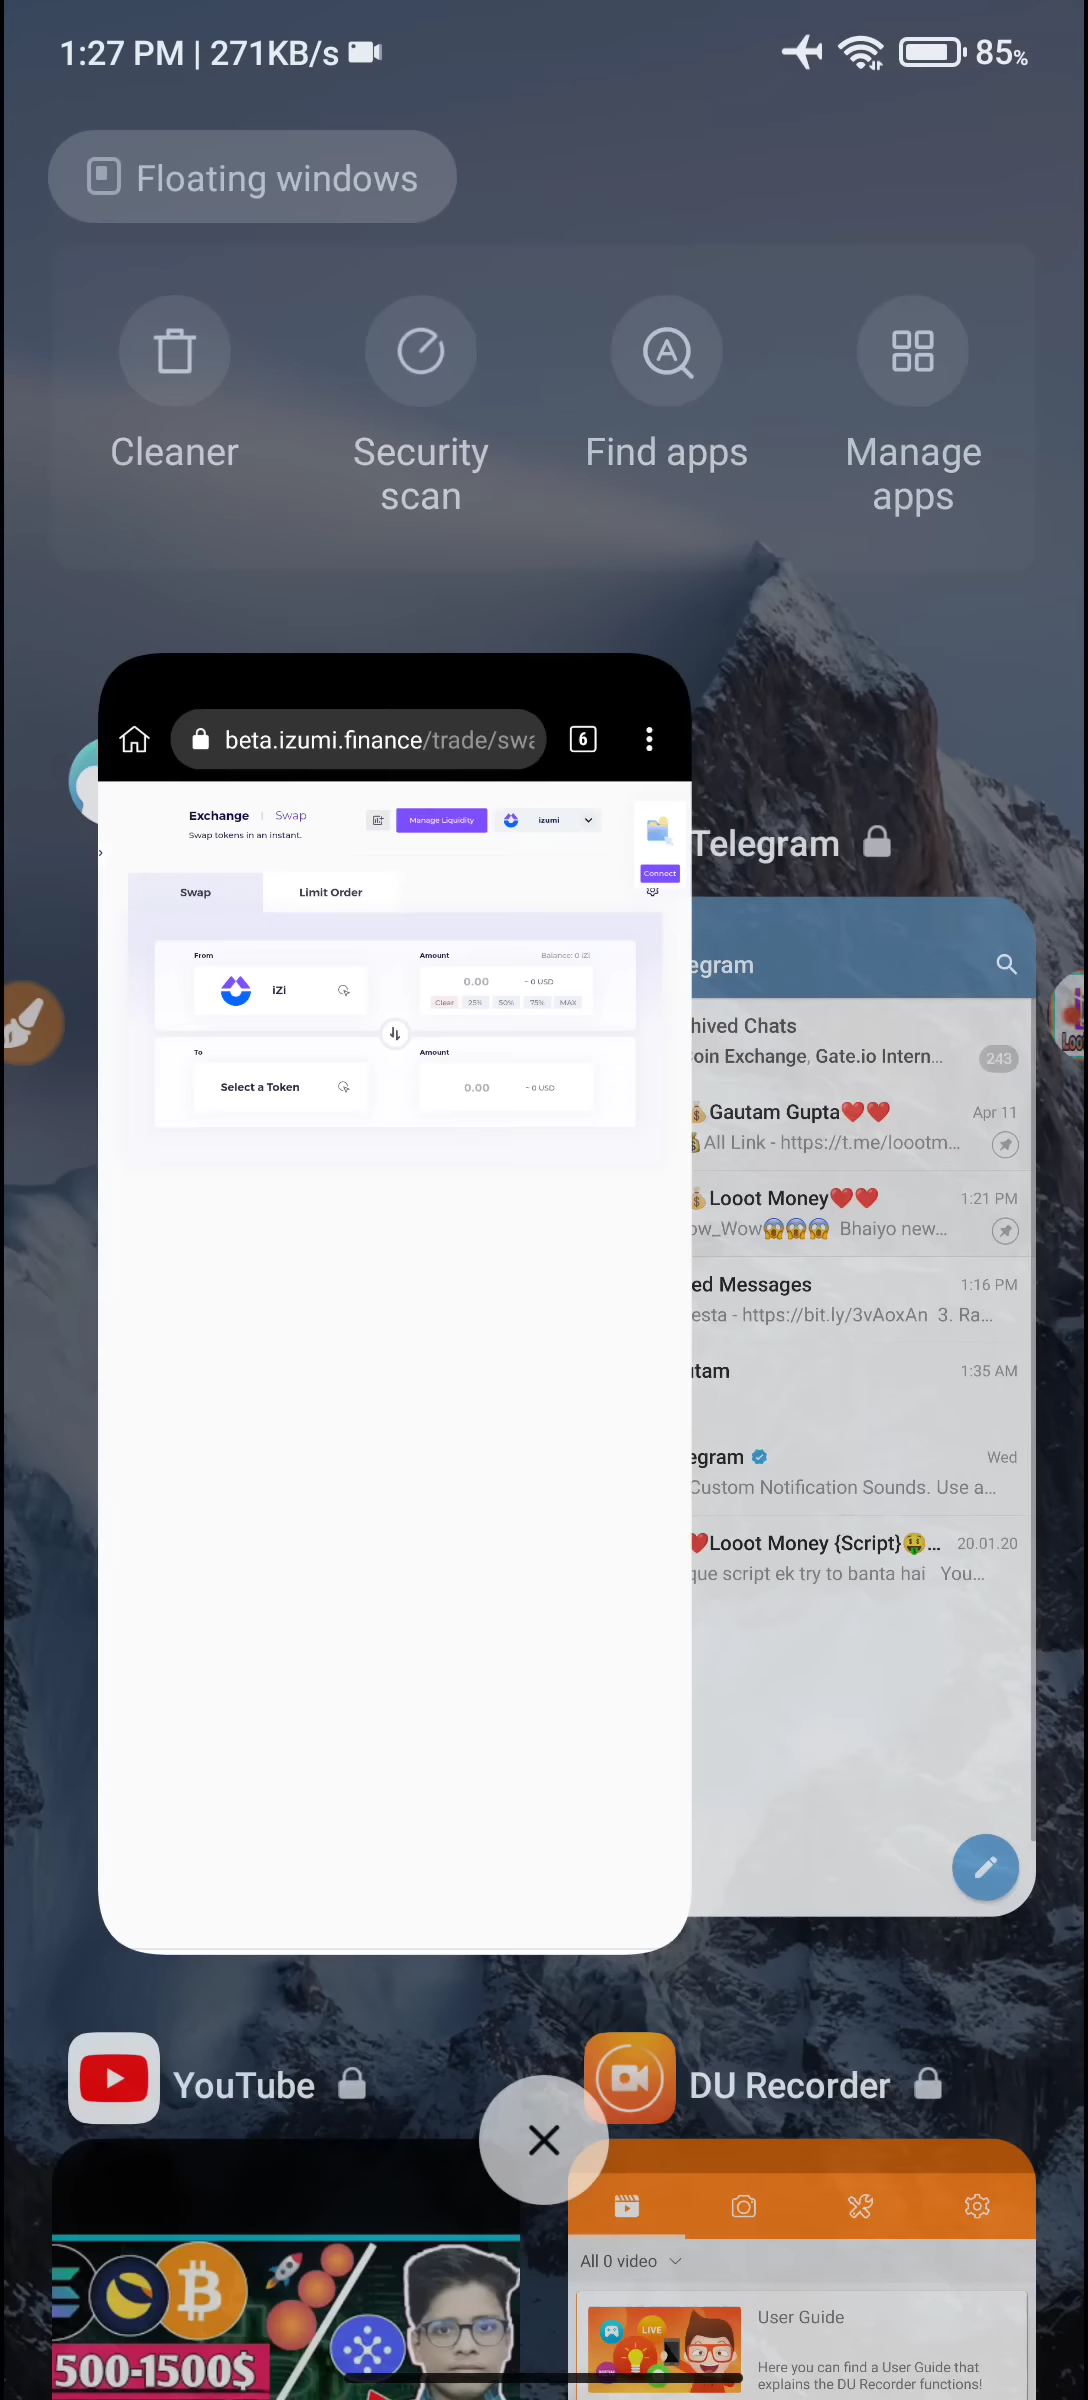 1:27 PM | 271KB/s
85%
Floating windows
Cleaner
Security
scan
Find apps
Manage
apps
beta.izumi.finance/trade/swa
6
Exchange | Swap
Swap tokens in an instant.
Manage Liquidity
izumi
Connect
Swap
Limit Order
From
Amount
Balance: 0 iZi
iZi
0.00
~ 0 USD
Clear
25%
50%
75%
MAX
To
Amount
Select a Token
0.00
~ 0 USD
Telegram
egram
hived Chats
oin Exchange, Gate.io Intern...
243
Gautam Gupta❤️❤️
Apr 11
All Link - https://t.me/loootm...
Looot Money❤️❤️
1:21 PM
ow_Wow😱😱😱 Bhaiyo new...
ed Messages
1:16 PM
esta - https://bit.ly/3vAoxAn 3. Ra...
tam
1:35 AM
egram
Wed
Custom Notification Sounds. Use a...
❤️Looot Money {Script}🤑...
20.01.20
que script ek try to banta hai You...
YouTube
DU Recorder
500-1500$
All 0 video
LIVE
User Guide
Here you can find a User Guide that
explains the DU Recorder functions!